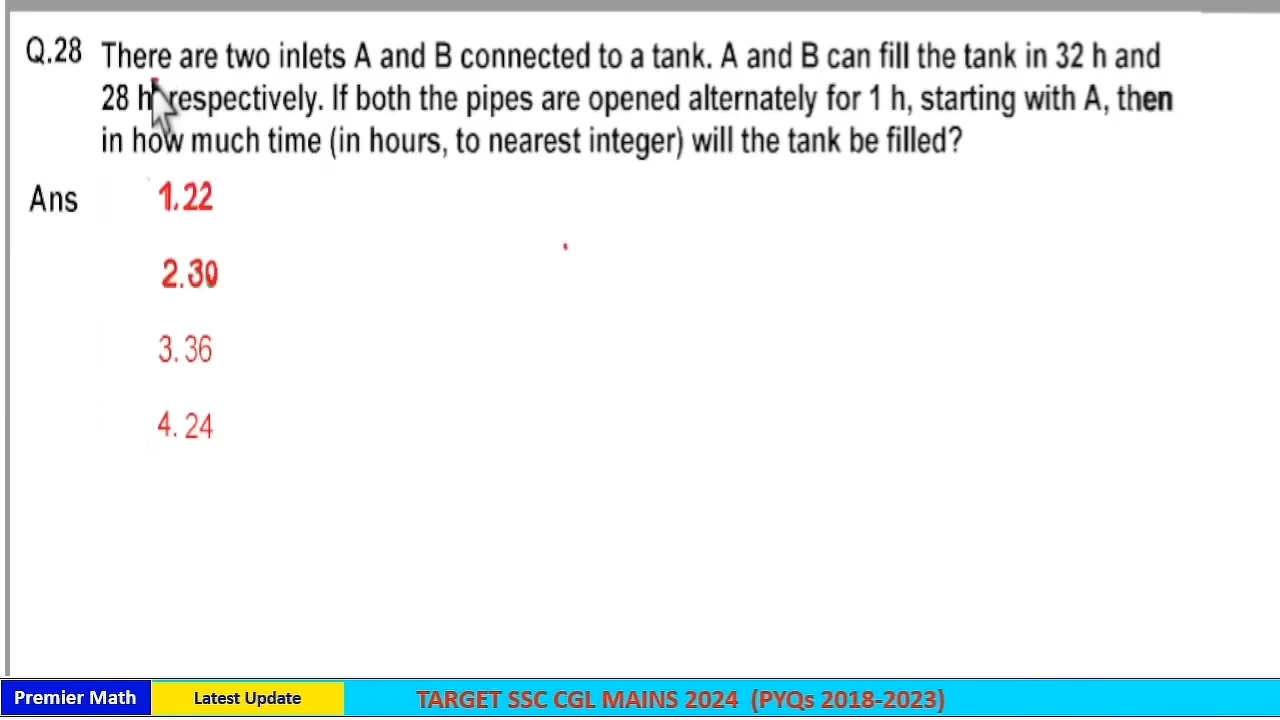 Q.28 There are two inlets A and B connected to a tank. A and B can fill the tank in 32 h and
28 h respectively. If both the pipes are opened alternately for 1 h, starting with A, then
in how much time (in hours, to nearest integer) will the tank be filled?
Ans 1.22
2.30
3.36
4. 24
Premier Math Latest Update TARGET SSC CGL MAINS 2024 (PYQs 2018-2023)